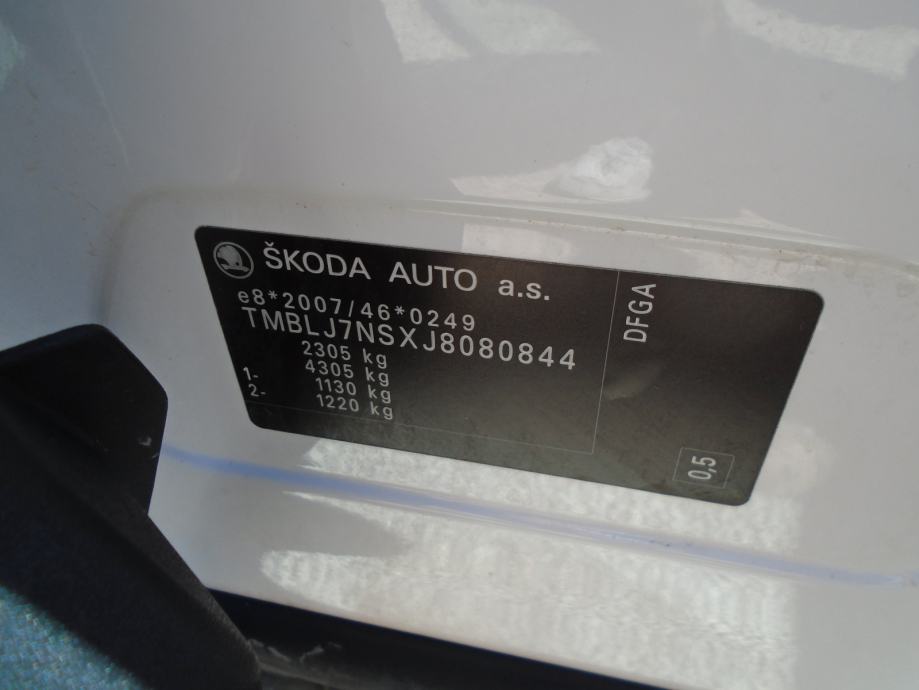 ŠKODA AUTO a.s.
e8*2007/46*0249
TMBLJ7NSXJ8080844
2305 kg
4305 kg
1- 1130 kg
2- 1220 kg
DFGA
0,5